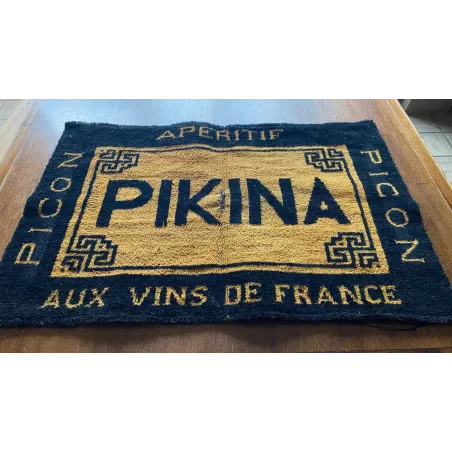 APERITIF
PICON
PIKINA
PICON
AUX VINS DE FRANCE